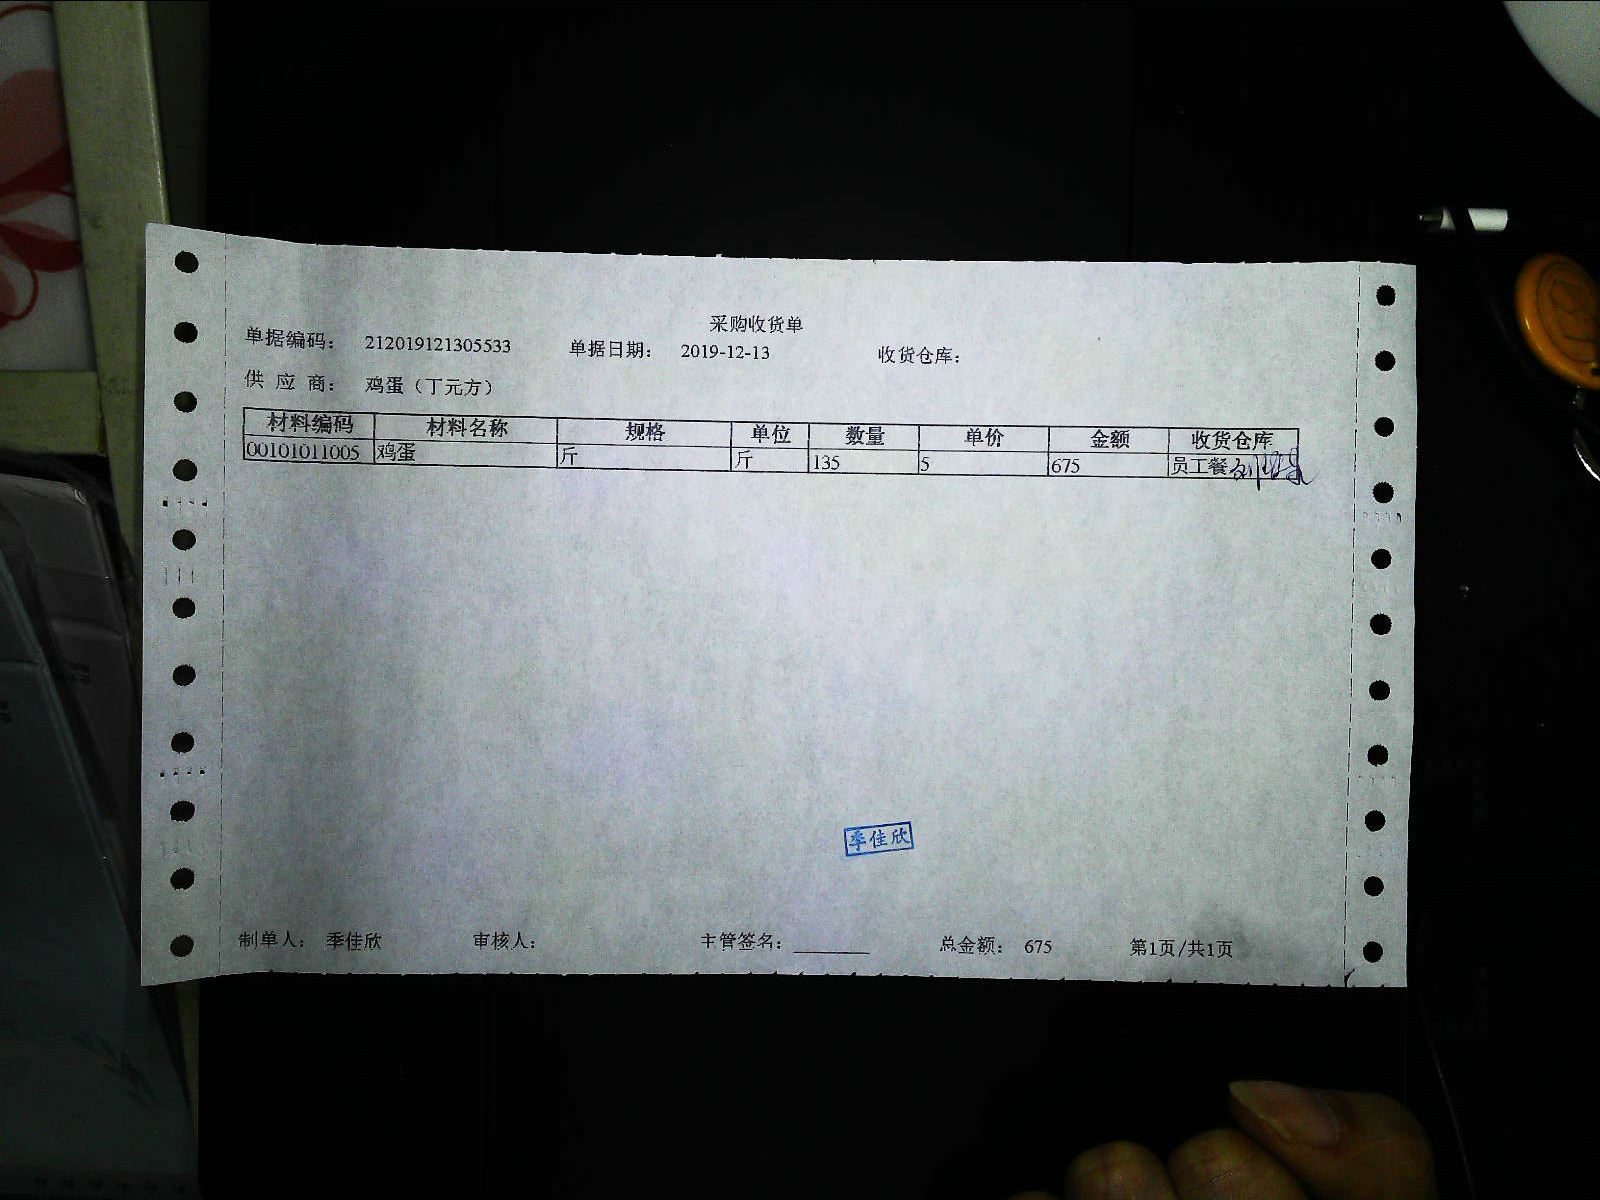 采购收货单
单据编码： 212019121305533 单据日期： 2019-12-13 收货仓库：
供 应 商： 鸡蛋（丁元方）
材料编码 材料名称 规格 单位 数量 单价 金额 收货仓库
00101011005 鸡蛋 斤 斤 135 5 675 员工餐
季佳欣
制单人： 季佳欣 审核人： 主管签名：________ 总金额： 675 第1页/共1页